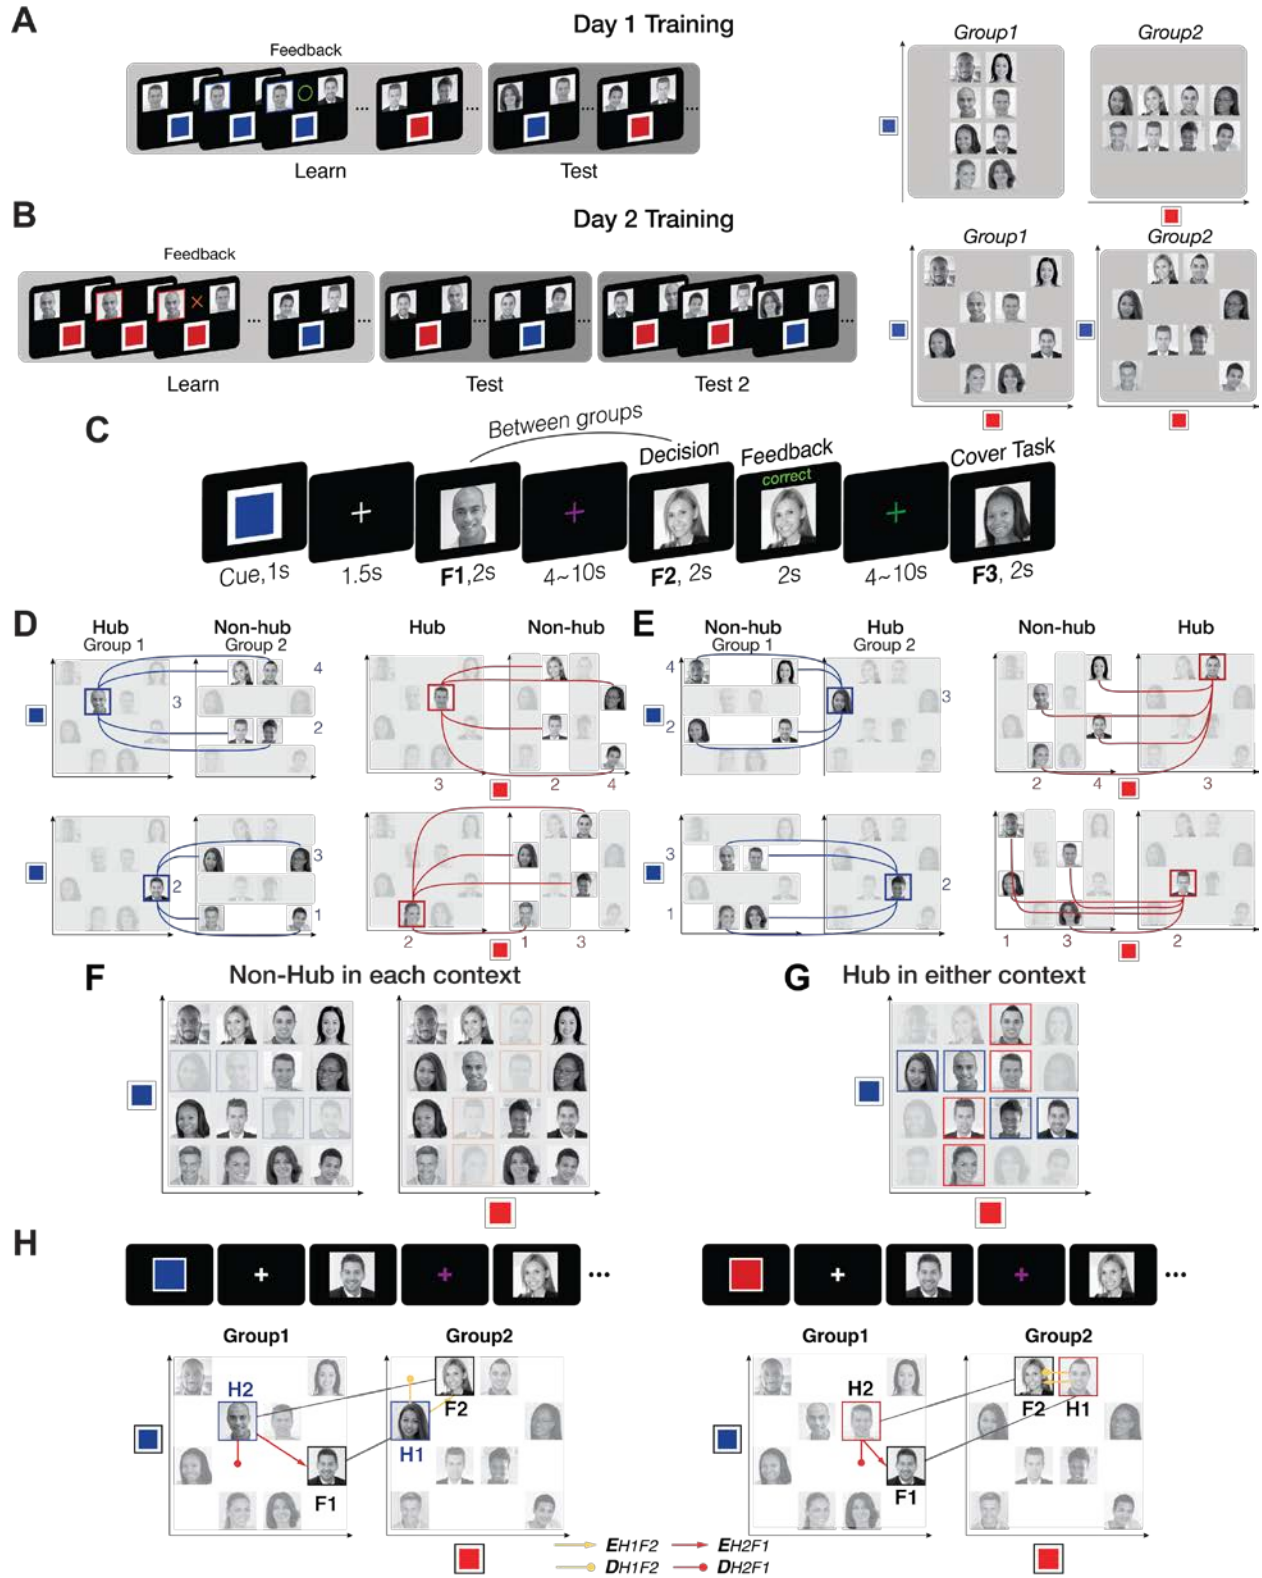 A
Day 1 Training
Feedback
Learn
Test
Group1
Group2
B
Day 2 Training
Feedback
Learn
Test
Test 2
Group1
Group2
C
Between groups
Decision
Feedback
correct
Cover Task
Cue,1s
1.5s
F1,2s
4~10s
F2, 2s
2s
4~10s
F3, 2s
D
Hub
Group 1
Non-hub
Group 2
4
3
2
Hub
Non-hub
3
2
4
3
2
1
2
1
3
E
Non-hub
Group 1
Hub
Group 2
4
2
3
Non-hub
Hub
2
4
3
3
1
2
1
3
2
F
Non-Hub in each context
G
Hub in either context
H
...
...
Group1
Group2
H2
F1
F2
H1
Group1
Group2
H2
F1
F2
H1
EH1F2
EH2F1
DH1F2
DH2F1